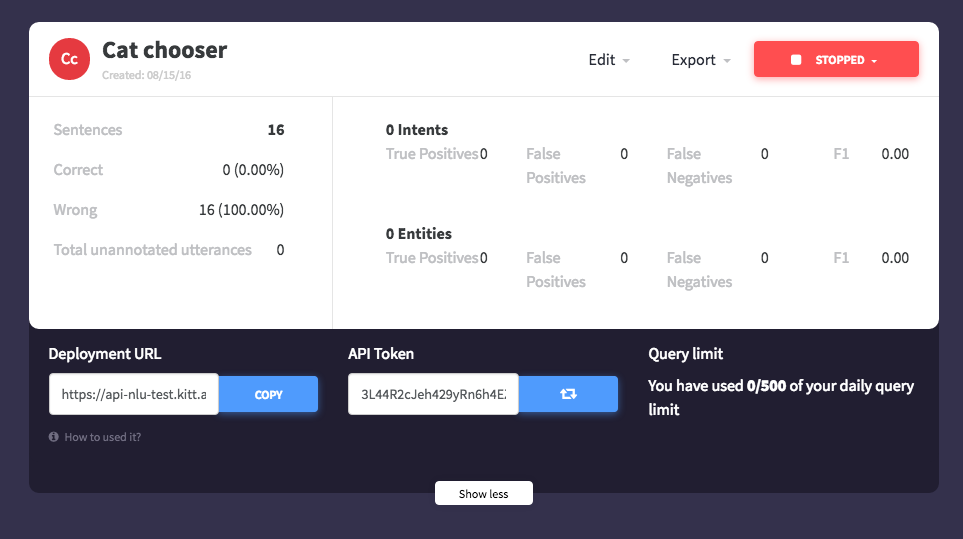 Cc
Cat chooser
Created: 08/15/16
Edit
Export
STOPPED
Sentences 16
Correct 0 (0.00%)
Wrong 16 (100.00%)
Total unannotated utterances 0
0 Intents
True Positives 0 False Positives 0 False Negatives 0 F1 0.00
0 Entities
True Positives 0 False Positives 0 False Negatives 0 F1 0.00
Deployment URL
https://api-nlu-test.kitt.a
COPY
How to used it?
API Token
3L44R2cJeh429yRn6h4E
Query limit
You have used 0/500 of your daily query
limit
Show less